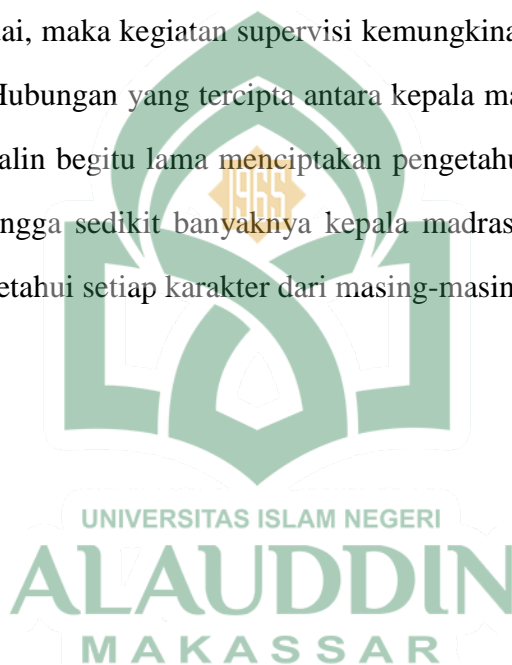 dai, maka kegiatan supervisi kemungkina
Hubungan yang tercipta antara kepala ma
alin begitu lama menciptakan pengetahu
ngga sedikit banyaknya kepala madras
etahui setiap karakter dari masing-masin
1965
UNIVERSITAS ISLAM NEGERI
ALAUDDIN
MAKASSAR